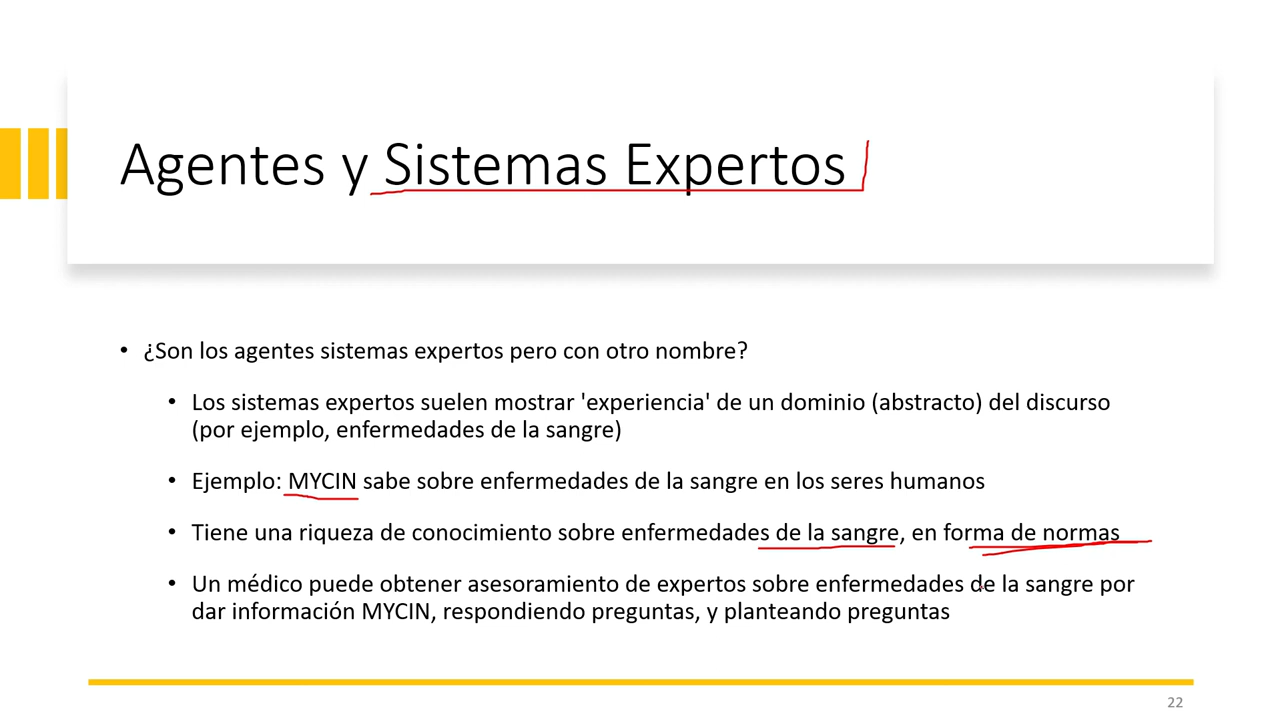 Agentes y Sistemas Expertos
• ¿Son los agentes sistemas expertos pero con otro nombre?
• Los sistemas expertos suelen mostrar 'experiencia' de un dominio (abstracto) del discurso
(por ejemplo, enfermedades de la sangre)
• Ejemplo: MYCIN sabe sobre enfermedades de la sangre en los seres humanos
• Tiene una riqueza de conocimiento sobre enfermedades de la sangre, en forma de normas
• Un médico puede obtener asesoramiento de expertos sobre enfermedades de la sangre por
dar información MYCIN, respondiendo preguntas, y planteando preguntas
22